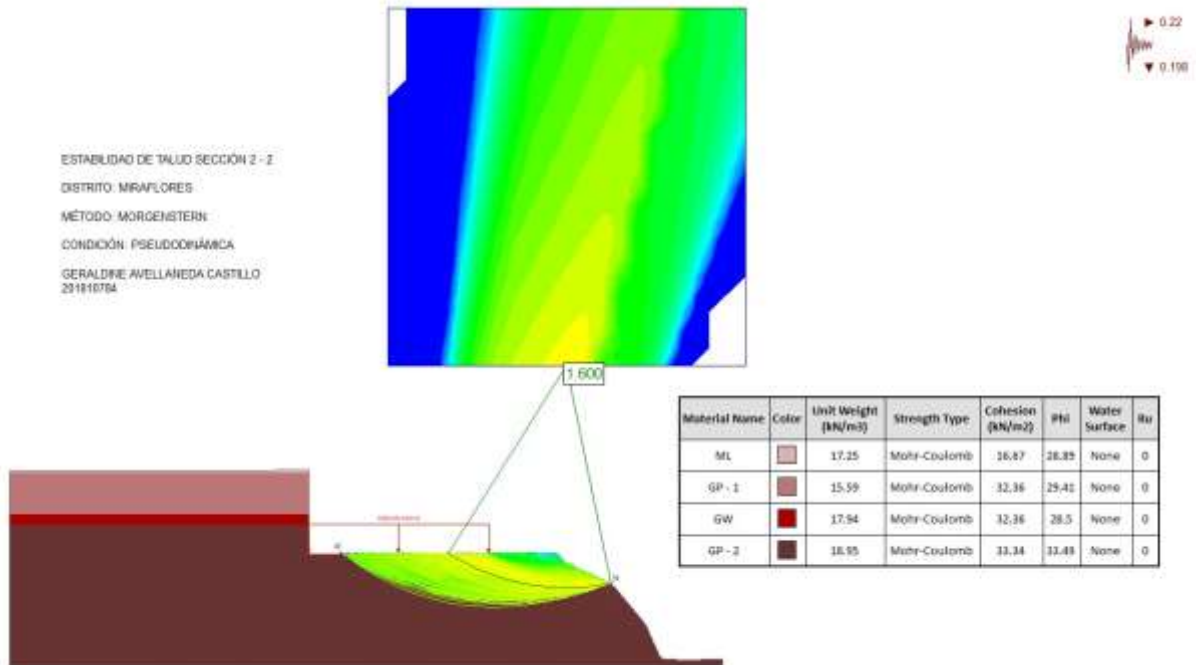 0.22
0.198
ESTABILIDAD DE TALUD SECCIÓN 2 - 2
DISTRITO: MIRAFLORES
MÉTODO: MORGENSTERN
CONDICIÓN: PSEUDODINÁMICA
GERALDINE AVELLANEDA CASTILLO
201810784
1.600
Material Name Color Unit Weight (kN/m3) Strength Type Cohesion (kN/m2) Phi Water Surface Ru
ML 17.25 Mohr-Coulomb 16.67 28.89 None 0
GP - 1 15.59 Mohr-Coulomb 32.36 29.41 None 0
GW 17.94 Mohr-Coulomb 32.36 28.5 None 0
GP - 2 18.95 Mohr-Coulomb 33.34 33.49 None 0